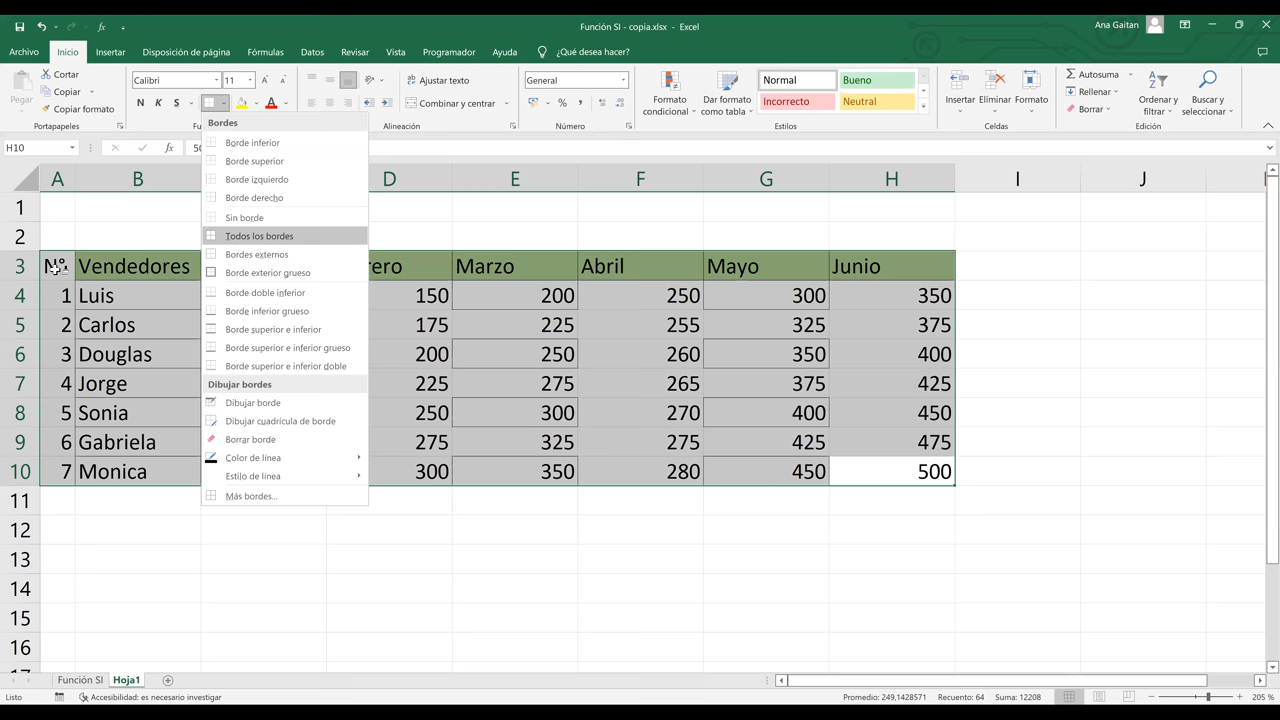 Función SI - copia.xlsx - Excel
Ana Gaitan
Archivo Inicio Insertar Disposición de página Fórmulas Datos Revisar Vista Programador Ayuda ¿Qué desea hacer?
Pegar
Cortar
Copiar
Copiar formato
Portapapeles
Calibri 11
N K S
Ajustar texto
Combinar y centrar
Alineación
General
% 
Número
Formato condicional
Dar formato como tabla
Normal Bueno
Incorrecto Neutral
Estilos
Insertar Eliminar Formato
Celdas
Autosuma
Rellenar
Borrar
Ordenar y filtrar
Buscar y seleccionar
Edición
H10 fx
Bordes
Borde inferior
Borde superior
Borde izquierdo
Borde derecho
Sin borde
Todos los bordes
Bordes externos
Borde exterior grueso
Borde doble inferior
Borde inferior grueso
Borde superior e inferior
Borde superior e inferior grueso
Borde superior e inferior doble
Dibujar bordes
Dibujar borde
Dibujar cuadrícula de borde
Borrar borde
Color de línea
Estilo de línea
Más bordes...
A B D E F G H I J
1
2
3 Nº. Vendedores Marzo Abril Mayo Junio
4 1 Luis 150 200 250 300 350
5 2 Carlos 175 225 255 325 375
6 3 Douglas 200 250 260 350 400
7 4 Jorge 225 275 265 375 425
8 5 Sonia 250 300 270 400 450
9 6 Gabriela 275 325 275 425 475
10 7 Monica 300 350 280 450 500
11
12
13
14
15
16
Función SI Hoja1
Listo Accesibilidad: es necesario investigar Promedio: 249,1428571 Recuento: 64 Suma: 12208 205 %